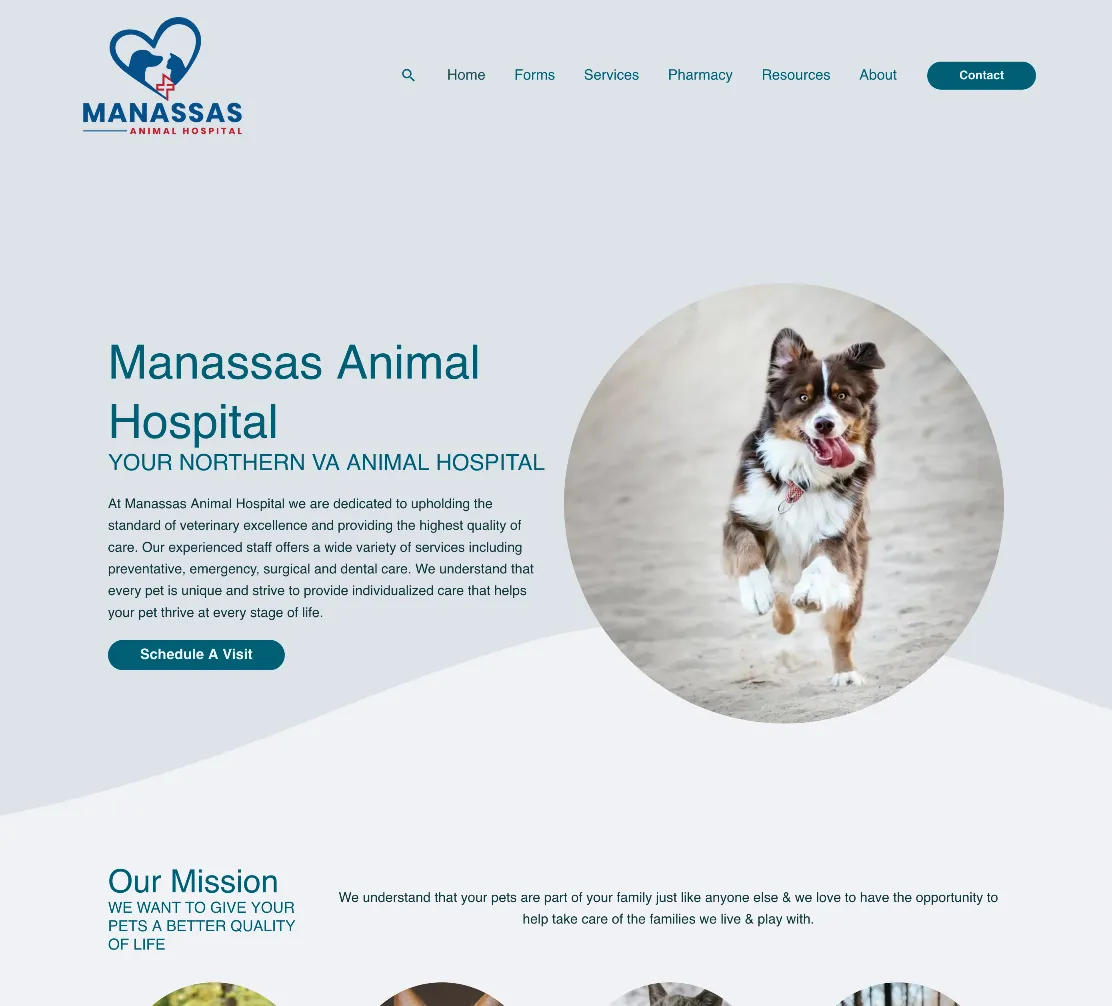 MANASSAS
ANIMAL HOSPITAL
Home Forms Services Pharmacy Resources About Contact
Manassas Animal
Hospital
YOUR NORTHERN VA ANIMAL HOSPITAL
At Manassas Animal Hospital we are dedicated to upholding the
standard of veterinary excellence and providing the highest quality of
care. Our experienced staff offers a wide variety of services including
preventative, emergency, surgical and dental care. We understand that
every pet is unique and strive to provide individualized care that helps
your pet thrive at every stage of life.
Schedule A Visit
Our Mission
WE WANT TO GIVE YOUR
PETS A BETTER QUALITY
OF LIFE
We understand that your pets are part of your family just like anyone else & we love to have the opportunity to
help take care of the families we live & play with.